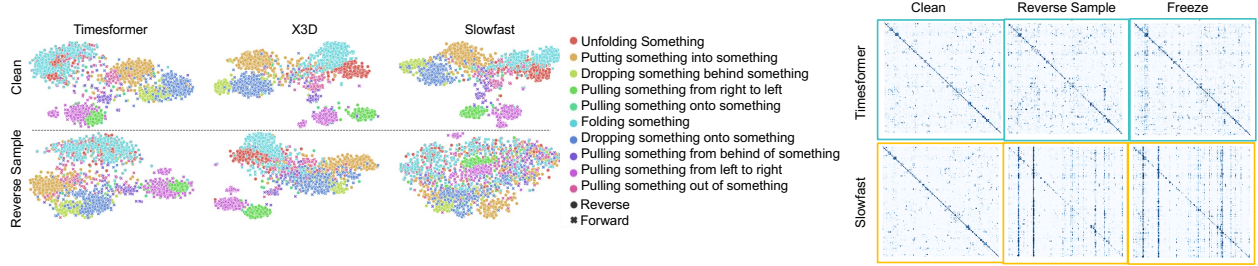 Timesformer X3D Slowfast
Clean
Reverse Sample
Unfolding Something
Putting something into something
Dropping something behind something
Pulling something from right to left
Pulling something onto something
Folding something
Dropping something onto something
Pulling something from behind of something
Pulling something from left to right
Pulling something out of something
Reverse
Forward
Clean Reverse Sample Freeze
Timesformer
Slowfast